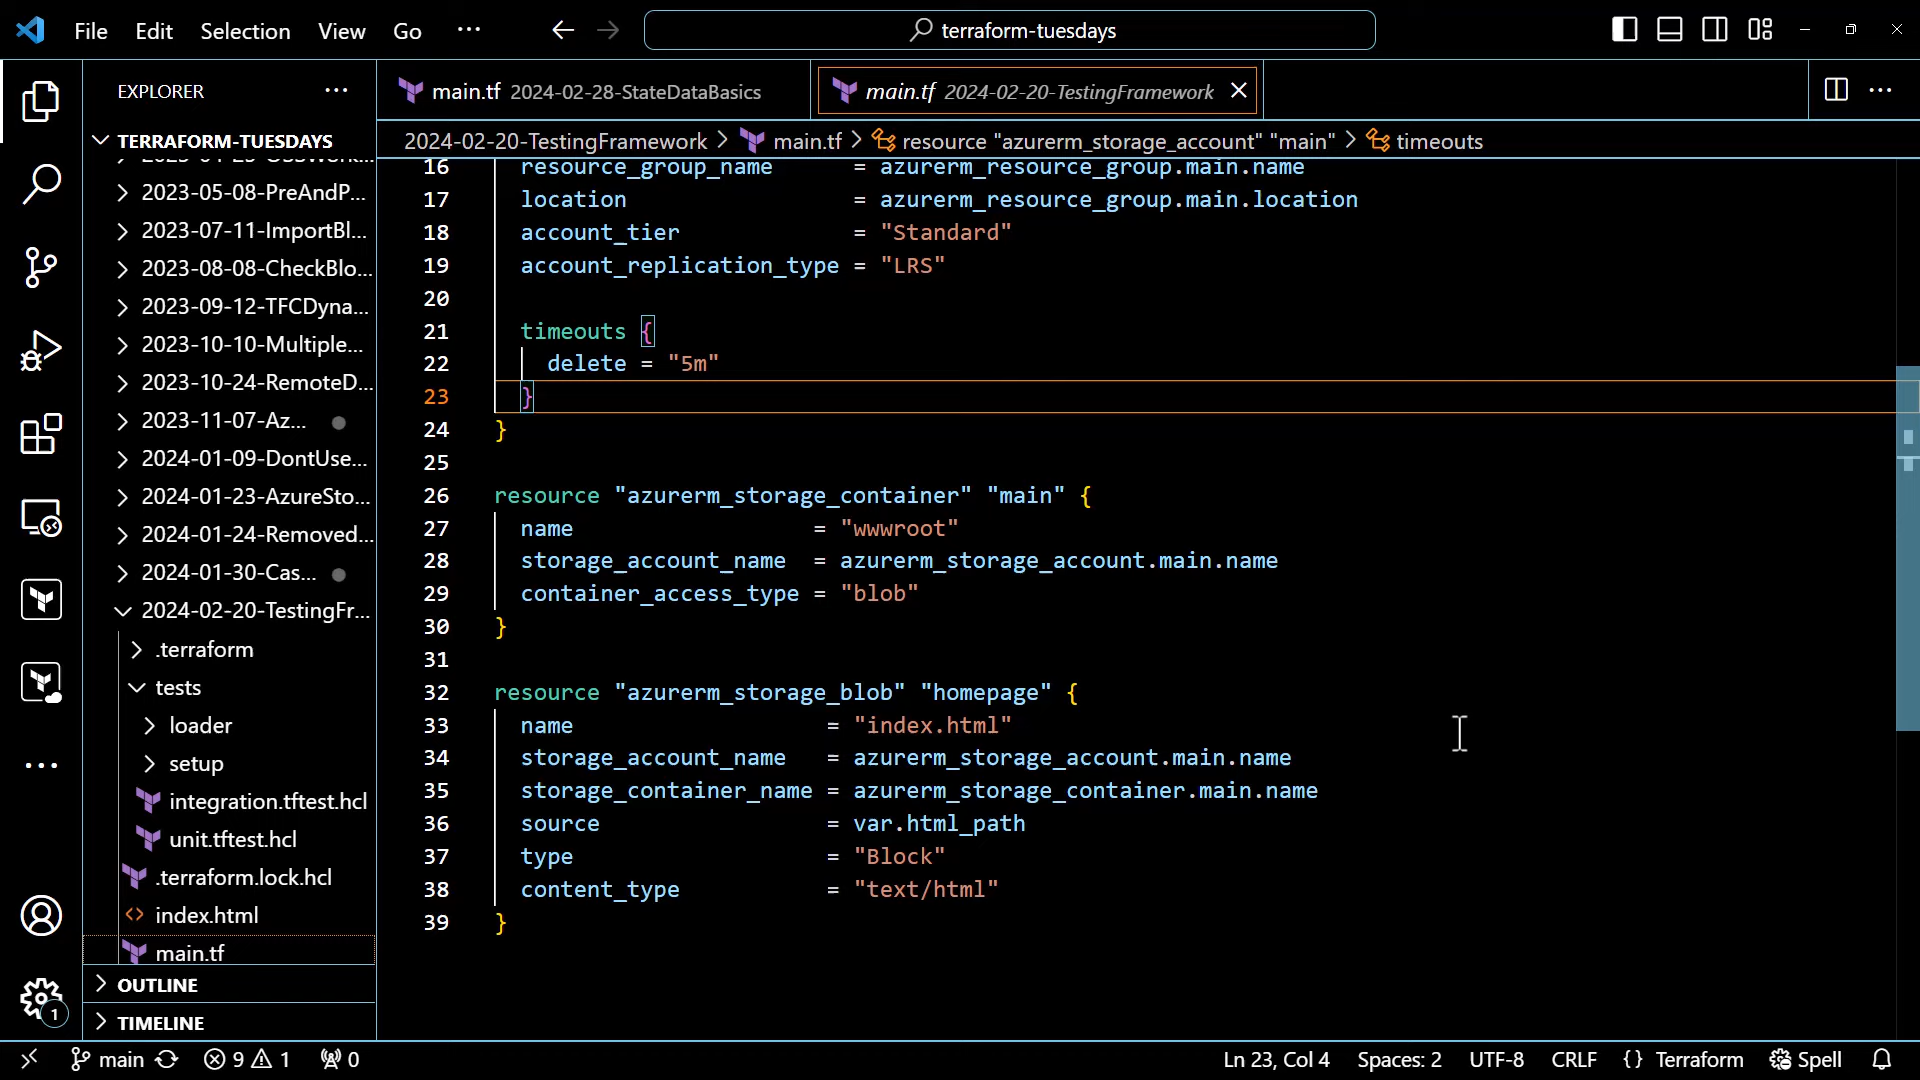 File Edit Selection View Go ··· terraform-tuesdays
EXPLORER ···
TERRAFORM-TUESDAYS
2023-05-08-PreAndP...
2023-07-11-ImportBl...
2023-08-08-CheckBlo...
2023-09-12-TFCDyna...
2023-10-10-Multiple...
2023-10-24-RemoteD...
2023-11-07-Az...
2024-01-09-DontUse...
2024-01-23-AzureSto...
2024-01-24-Removed...
2024-01-30-Cas...
2024-02-20-TestingFr...
.terraform
tests
loader
setup
integration.tftest.hcl
unit.tftest.hcl
.terraform.lock.hcl
index.html
main.tf
OUTLINE
TIMELINE
main.tf 2024-02-28-StateDataBasics
main.tf 2024-02-20-TestingFramework
2024-02-20-TestingFramework > main.tf > resource "azurerm_storage_account" "main" > timeouts
16 resource_group_name = azurerm_resource_group.main.name
17 location = azurerm_resource_group.main.location
18 account_tier = "Standard"
19 account_replication_type = "LRS"
20
21 timeouts {
22 delete = "5m"
23 }
24 }
25
26 resource "azurerm_storage_container" "main" {
27 name = "wwwroot"
28 storage_account_name = azurerm_storage_account.main.name
29 container_access_type = "blob"
30 }
31
32 resource "azurerm_storage_blob" "homepage" {
33 name = "index.html"
34 storage_account_name = azurerm_storage_account.main.name
35 storage_container_name = azurerm_storage_container.main.name
36 source = var.html_path
37 type = "Block"
38 content_type = "text/html"
39 }
1
main 9 1 0 Ln 23, Col 4 Spaces: 2 UTF-8 CRLF {} Terraform Spell